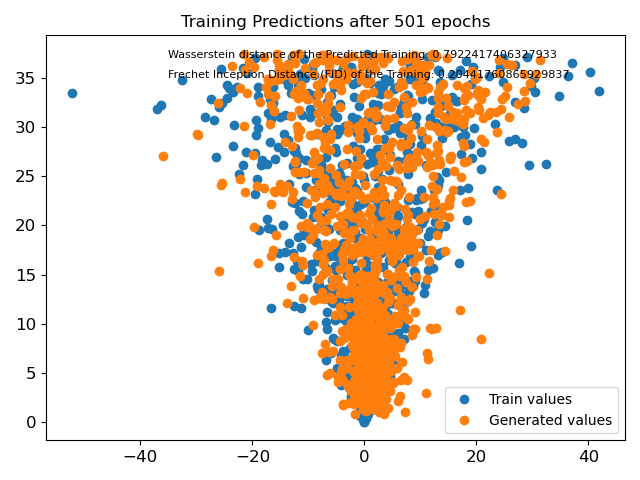 Training Predictions after 501 epochs
Wasserstein distance of the Predicted Training: 0.7922417406327933
Frechet Inception Distance (FID) of the Training: 0.20441760865929837
35
30
25
20
15
10
5
0
−40
−20
0
20
40
Train values
Generated values